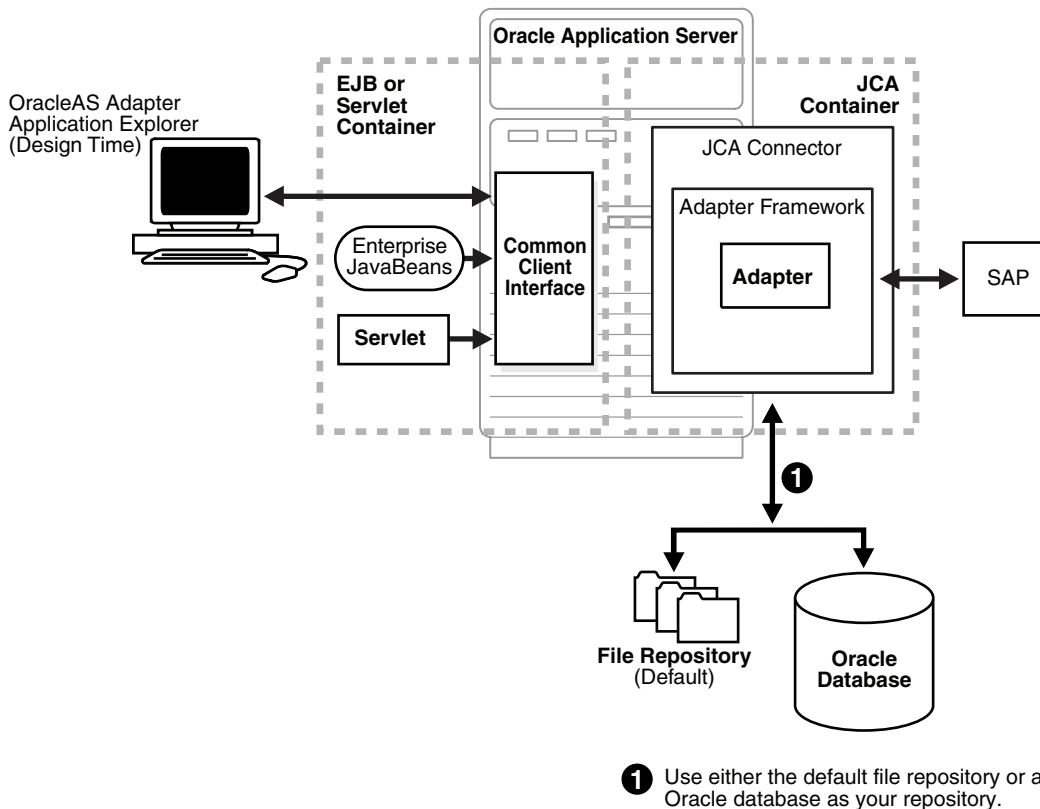 Oracle Application Server
EJB or
Servlet
Container
JCA
Container
OracleAS Adapter
Application Explorer
(Design Time)
JCA Connector
Adapter Framework
Enterprise
JavaBeans
Common
Client
Interface
Adapter
SAP
Servlet
1
File Repository
(Default)
Oracle
Database
1 Use either the default file repository or a
Oracle database as your repository.